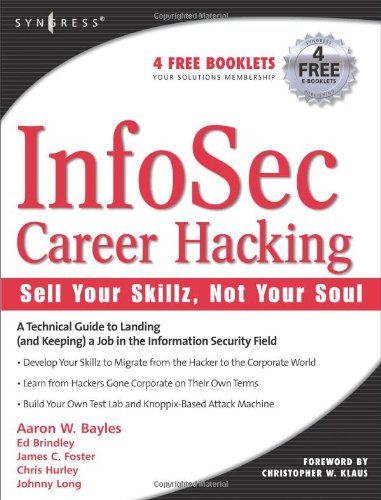 SYNGRESS®
4 FREE BOOKLETS
YOUR SOLUTIONS MEMBERSHIP
SYNGRESS
4
FREE
E-BOOKLETS
InfoSec
Career Hacking
Sell Your Skillz, Not Your Soul
A Technical Guide to Landing
(and Keeping) a Job in the Information Security Field
• Develop Your Skillz to Migrate from the Hacker to the Corporate World
• Learn from Hackers Gone Corporate on Their Own Terms
• Build Your Own Test Lab and Knoppix-Based Attack Machine
Aaron W. Bayles
Ed Brindley
James C. Foster
Chris Hurley
Johnny Long
FOREWORD BY
CHRISTOPHER W. KLAUS